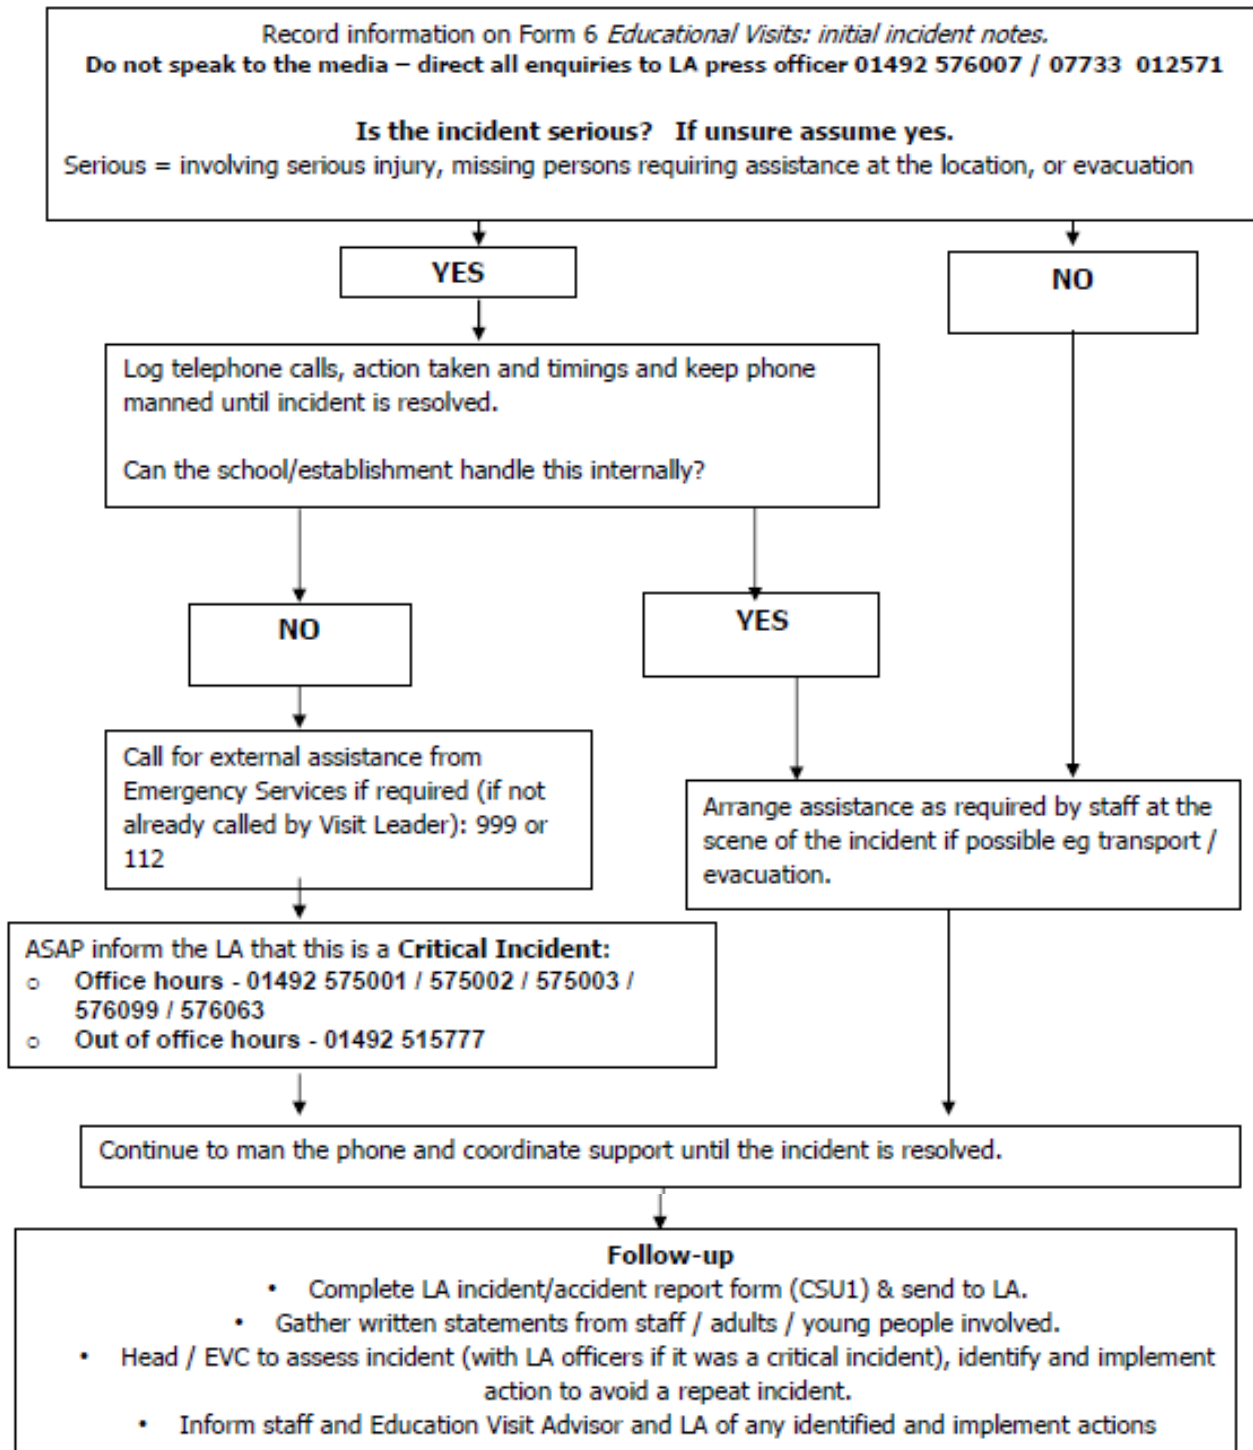 Record information on Form 6 Educational Visits: initial incident notes.
Do not speak to the media – direct all enquiries to LA press officer 01492 576007 / 07733 012571
Is the incident serious? If unsure assume yes.
Serious = involving serious injury, missing persons requiring assistance at the location, or evacuation
YES
NO
Log telephone calls, action taken and timings and keep phone
manned until incident is resolved.
Can the school/establishment handle this internally?
NO
YES
Call for external assistance from
Emergency Services if required (if not
already called by Visit Leader): 999 or
112
Arrange assistance as required by staff at the
scene of the incident if possible eg transport /
evacuation.
ASAP inform the LA that this is a Critical Incident:
o Office hours - 01492 575001 / 575002 / 575003 /
576099 / 576063
o Out of office hours - 01492 515777
Continue to man the phone and coordinate support until the incident is resolved.
Follow-up
• Complete LA incident/accident report form (CSU1) & send to LA.
• Gather written statements from staff / adults / young people involved.
• Head / EVC to assess incident (with LA officers if it was a critical incident), identify and implement
action to avoid a repeat incident.
• Inform staff and Education Visit Advisor and LA of any identified and implement actions